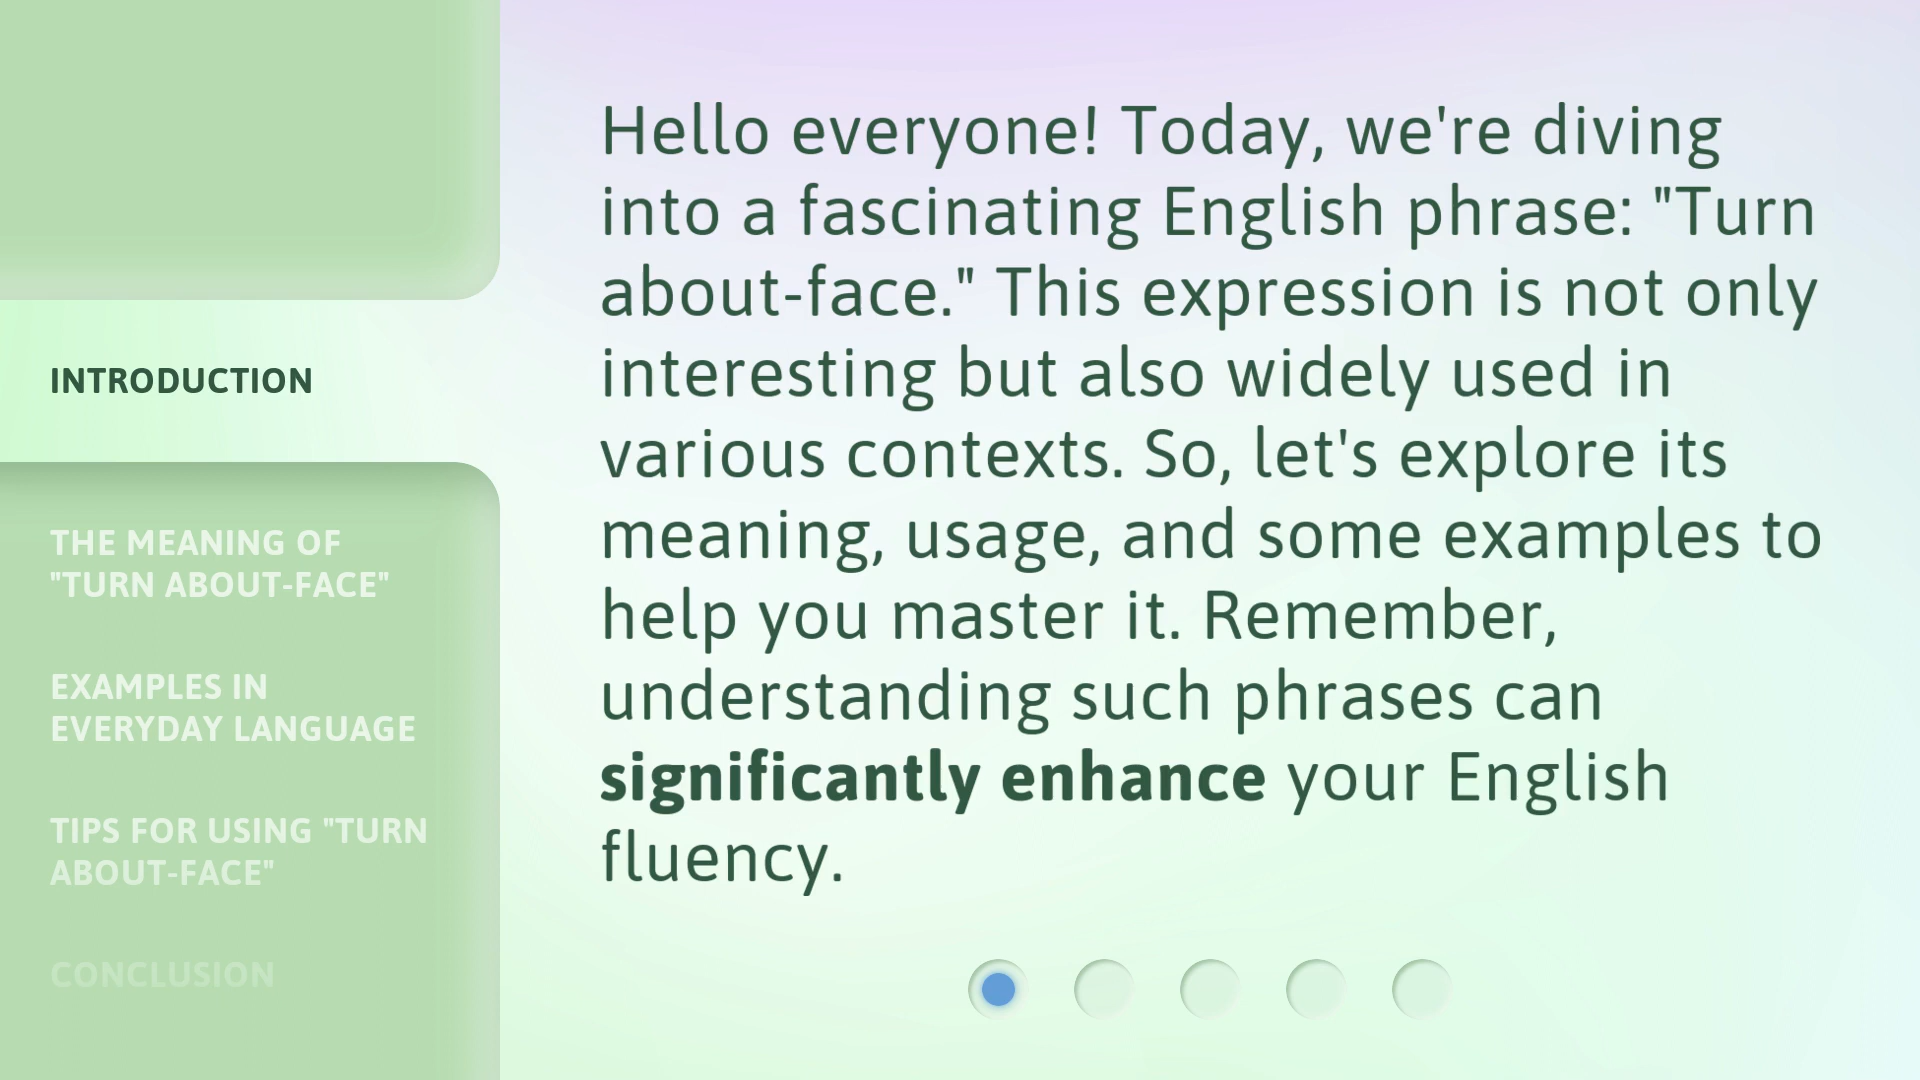 INTRODUCTION
THE MEANING OF
"TURN ABOUT-FACE"
EXAMPLES IN
EVERYDAY LANGUAGE
TIPS FOR USING "TURN
ABOUT-FACE"
CONCLUSION
Hello everyone! Today, we're diving
into a fascinating English phrase: "Turn
about-face." This expression is not only
interesting but also widely used in
various contexts. So, let's explore its
meaning, usage, and some examples to
help you master it. Remember,
understanding such phrases can
significantly enhance your English
fluency.